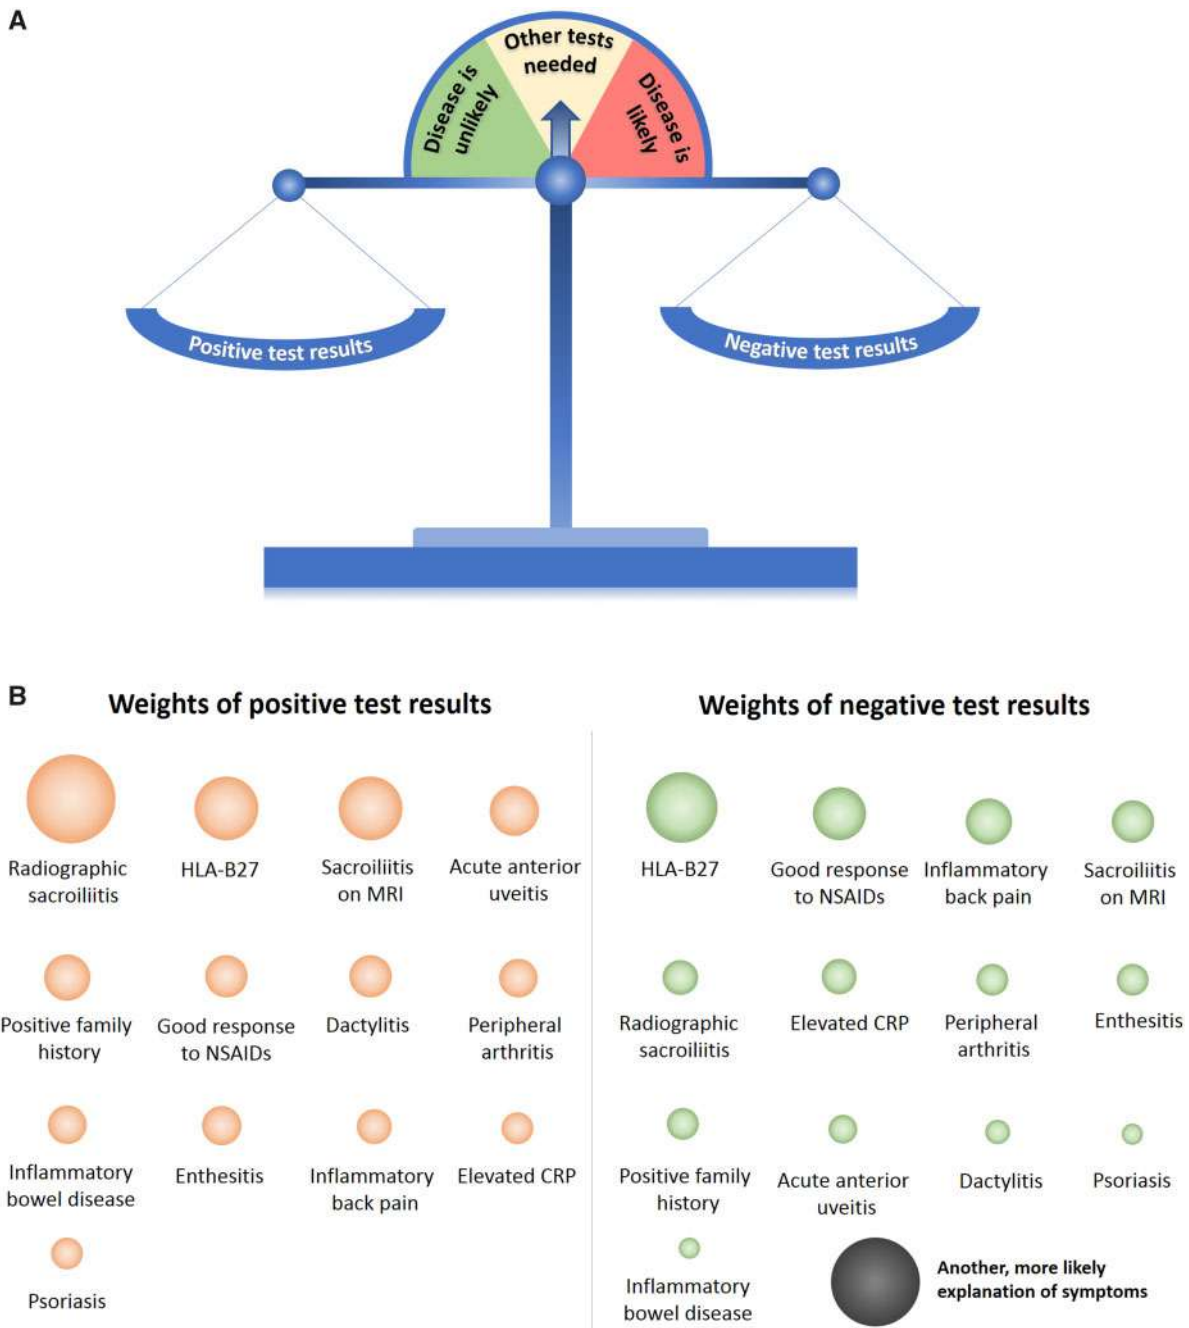 A
Other tests
needed
Disease is
unlikely
Disease is
likely
Positive test results
Negative test results
B
Weights of positive test results
Radiographic
sacroiliitis
HLA-B27
Sacroiliitis
on MRI
Acute anterior
uveitis
Positive family
history
Good response
to NSAIDs
Dactylitis
Peripheral
arthritis
Inflammatory
bowel disease
Enthesitis
Inflammatory
back pain
Elevated CRP
Psoriasis
Weights of negative test results
HLA-B27
Good response
to NSAIDs
Inflammatory
back pain
Sacroiliitis
on MRI
Radiographic
sacroiliitis
Elevated CRP
Peripheral
arthritis
Enthesitis
Positive family
history
Acute anterior
uveitis
Dactylitis
Psoriasis
Inflammatory
bowel disease
Another, more likely
explanation of symptoms